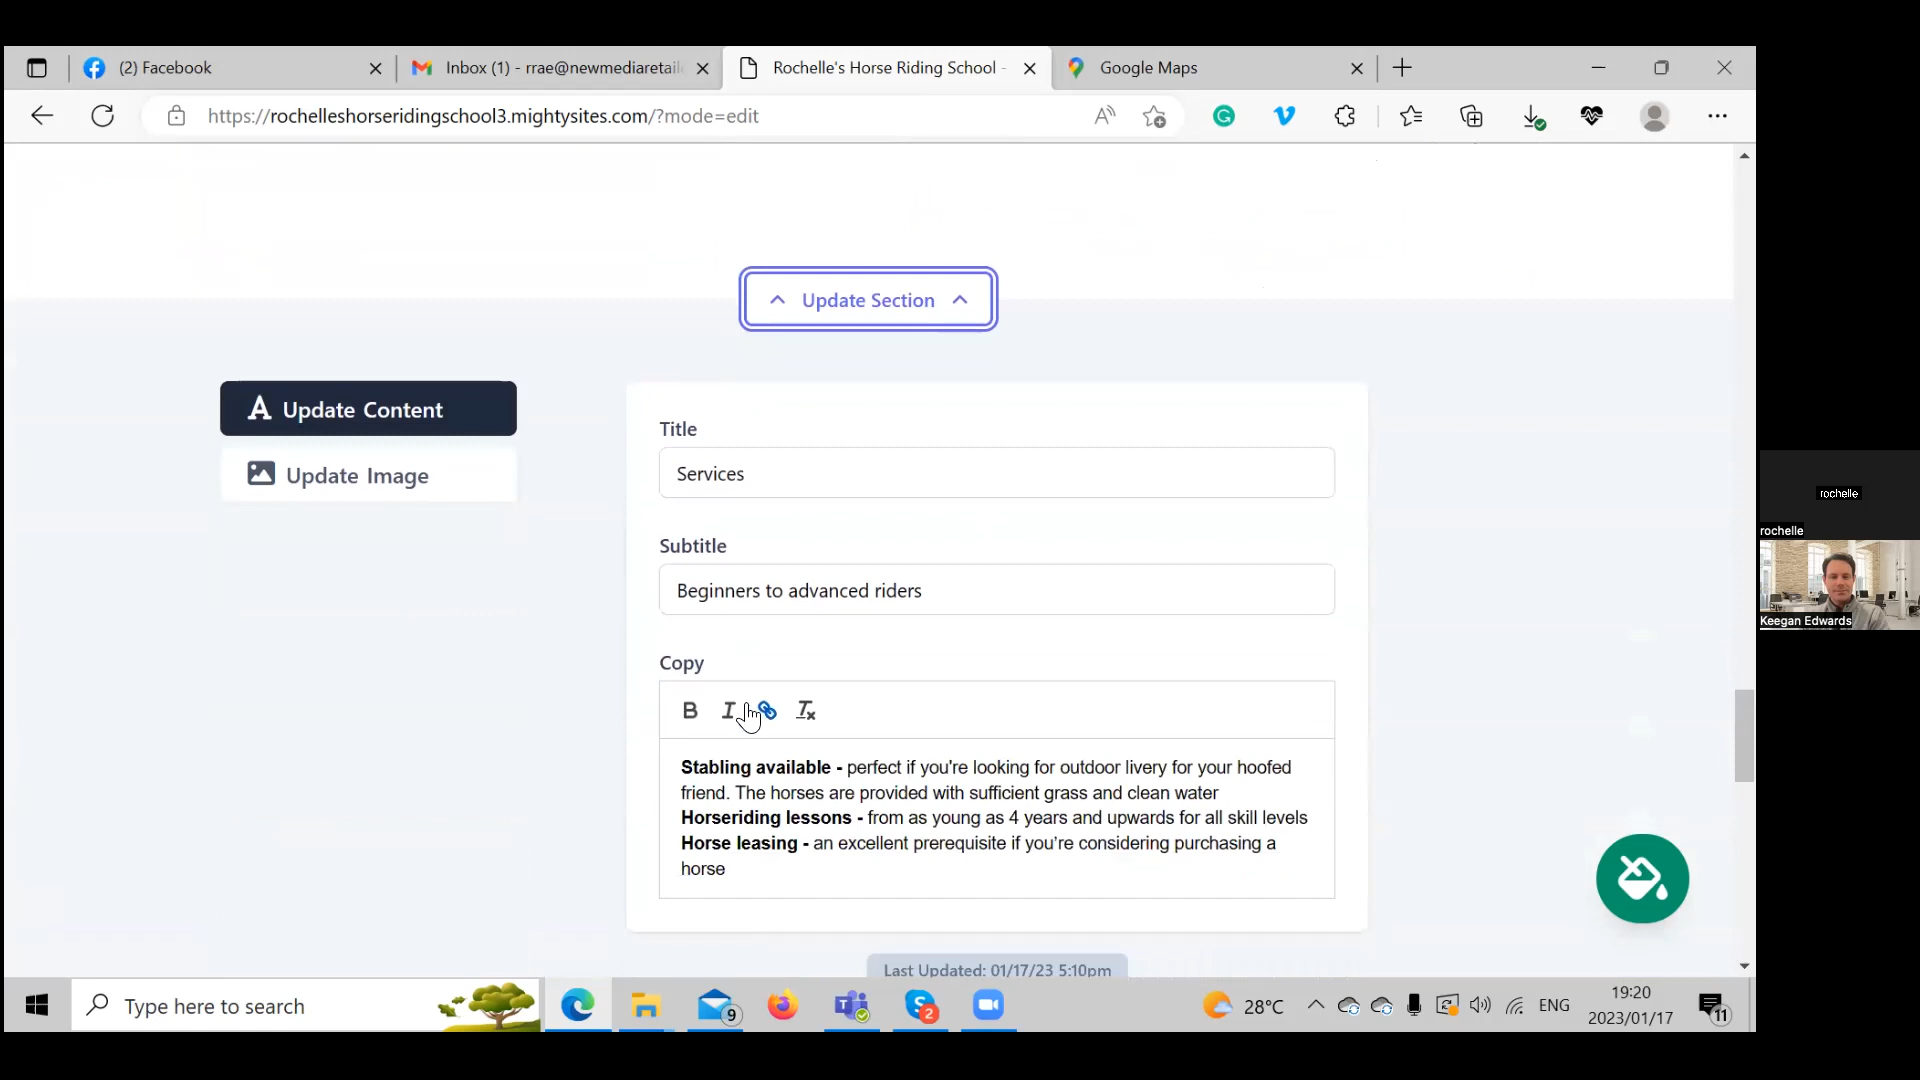 (2) Facebook
Inbox (1) - rrae@newmediaretaile
Rochelle's Horse Riding School -
Google Maps
https://rochelleshorseridingschool3.mightysites.com/?mode=edit
Update Section
Update Content
Update Image
Title
Services
Subtitle
Beginners to advanced riders
Copy
B I
Stabling available - perfect if you're looking for outdoor livery for your hoofed
friend. The horses are provided with sufficient grass and clean water
Horseriding lessons - from as young as 4 years and upwards for all skill levels
Horse leasing - an excellent prerequisite if you're considering purchasing a
horse
Last Updated: 01/17/23 5:10pm
rochelle
rochelle
Keegan Edwards
Type here to search
9
2
28°C
ENG
19:20
2023/01/17
11